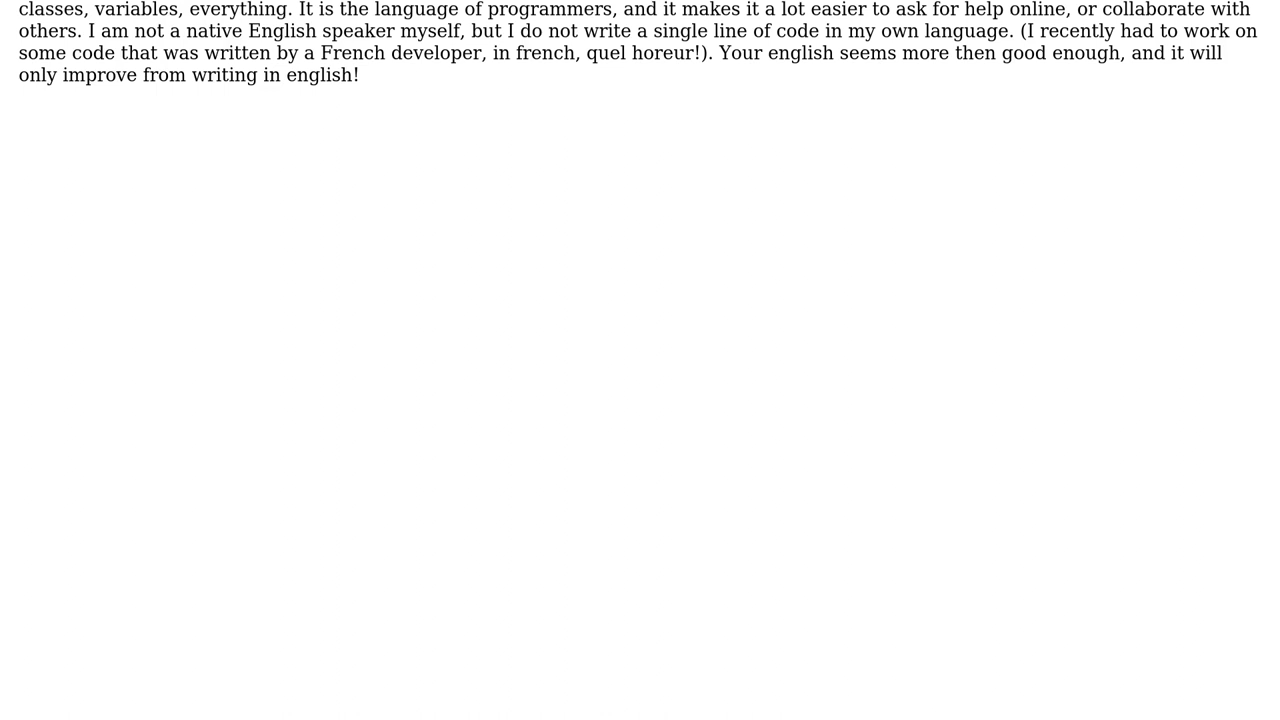 classes, variables, everything. It is the language of programmers, and it makes it a lot easier to ask for help online, or collaborate with
others. I am not a native English speaker myself, but I do not write a single line of code in my own language. (I recently had to work on
some code that was written by a French developer, in french, quel horeur!). Your english seems more then good enough, and it will
only improve from writing in english!